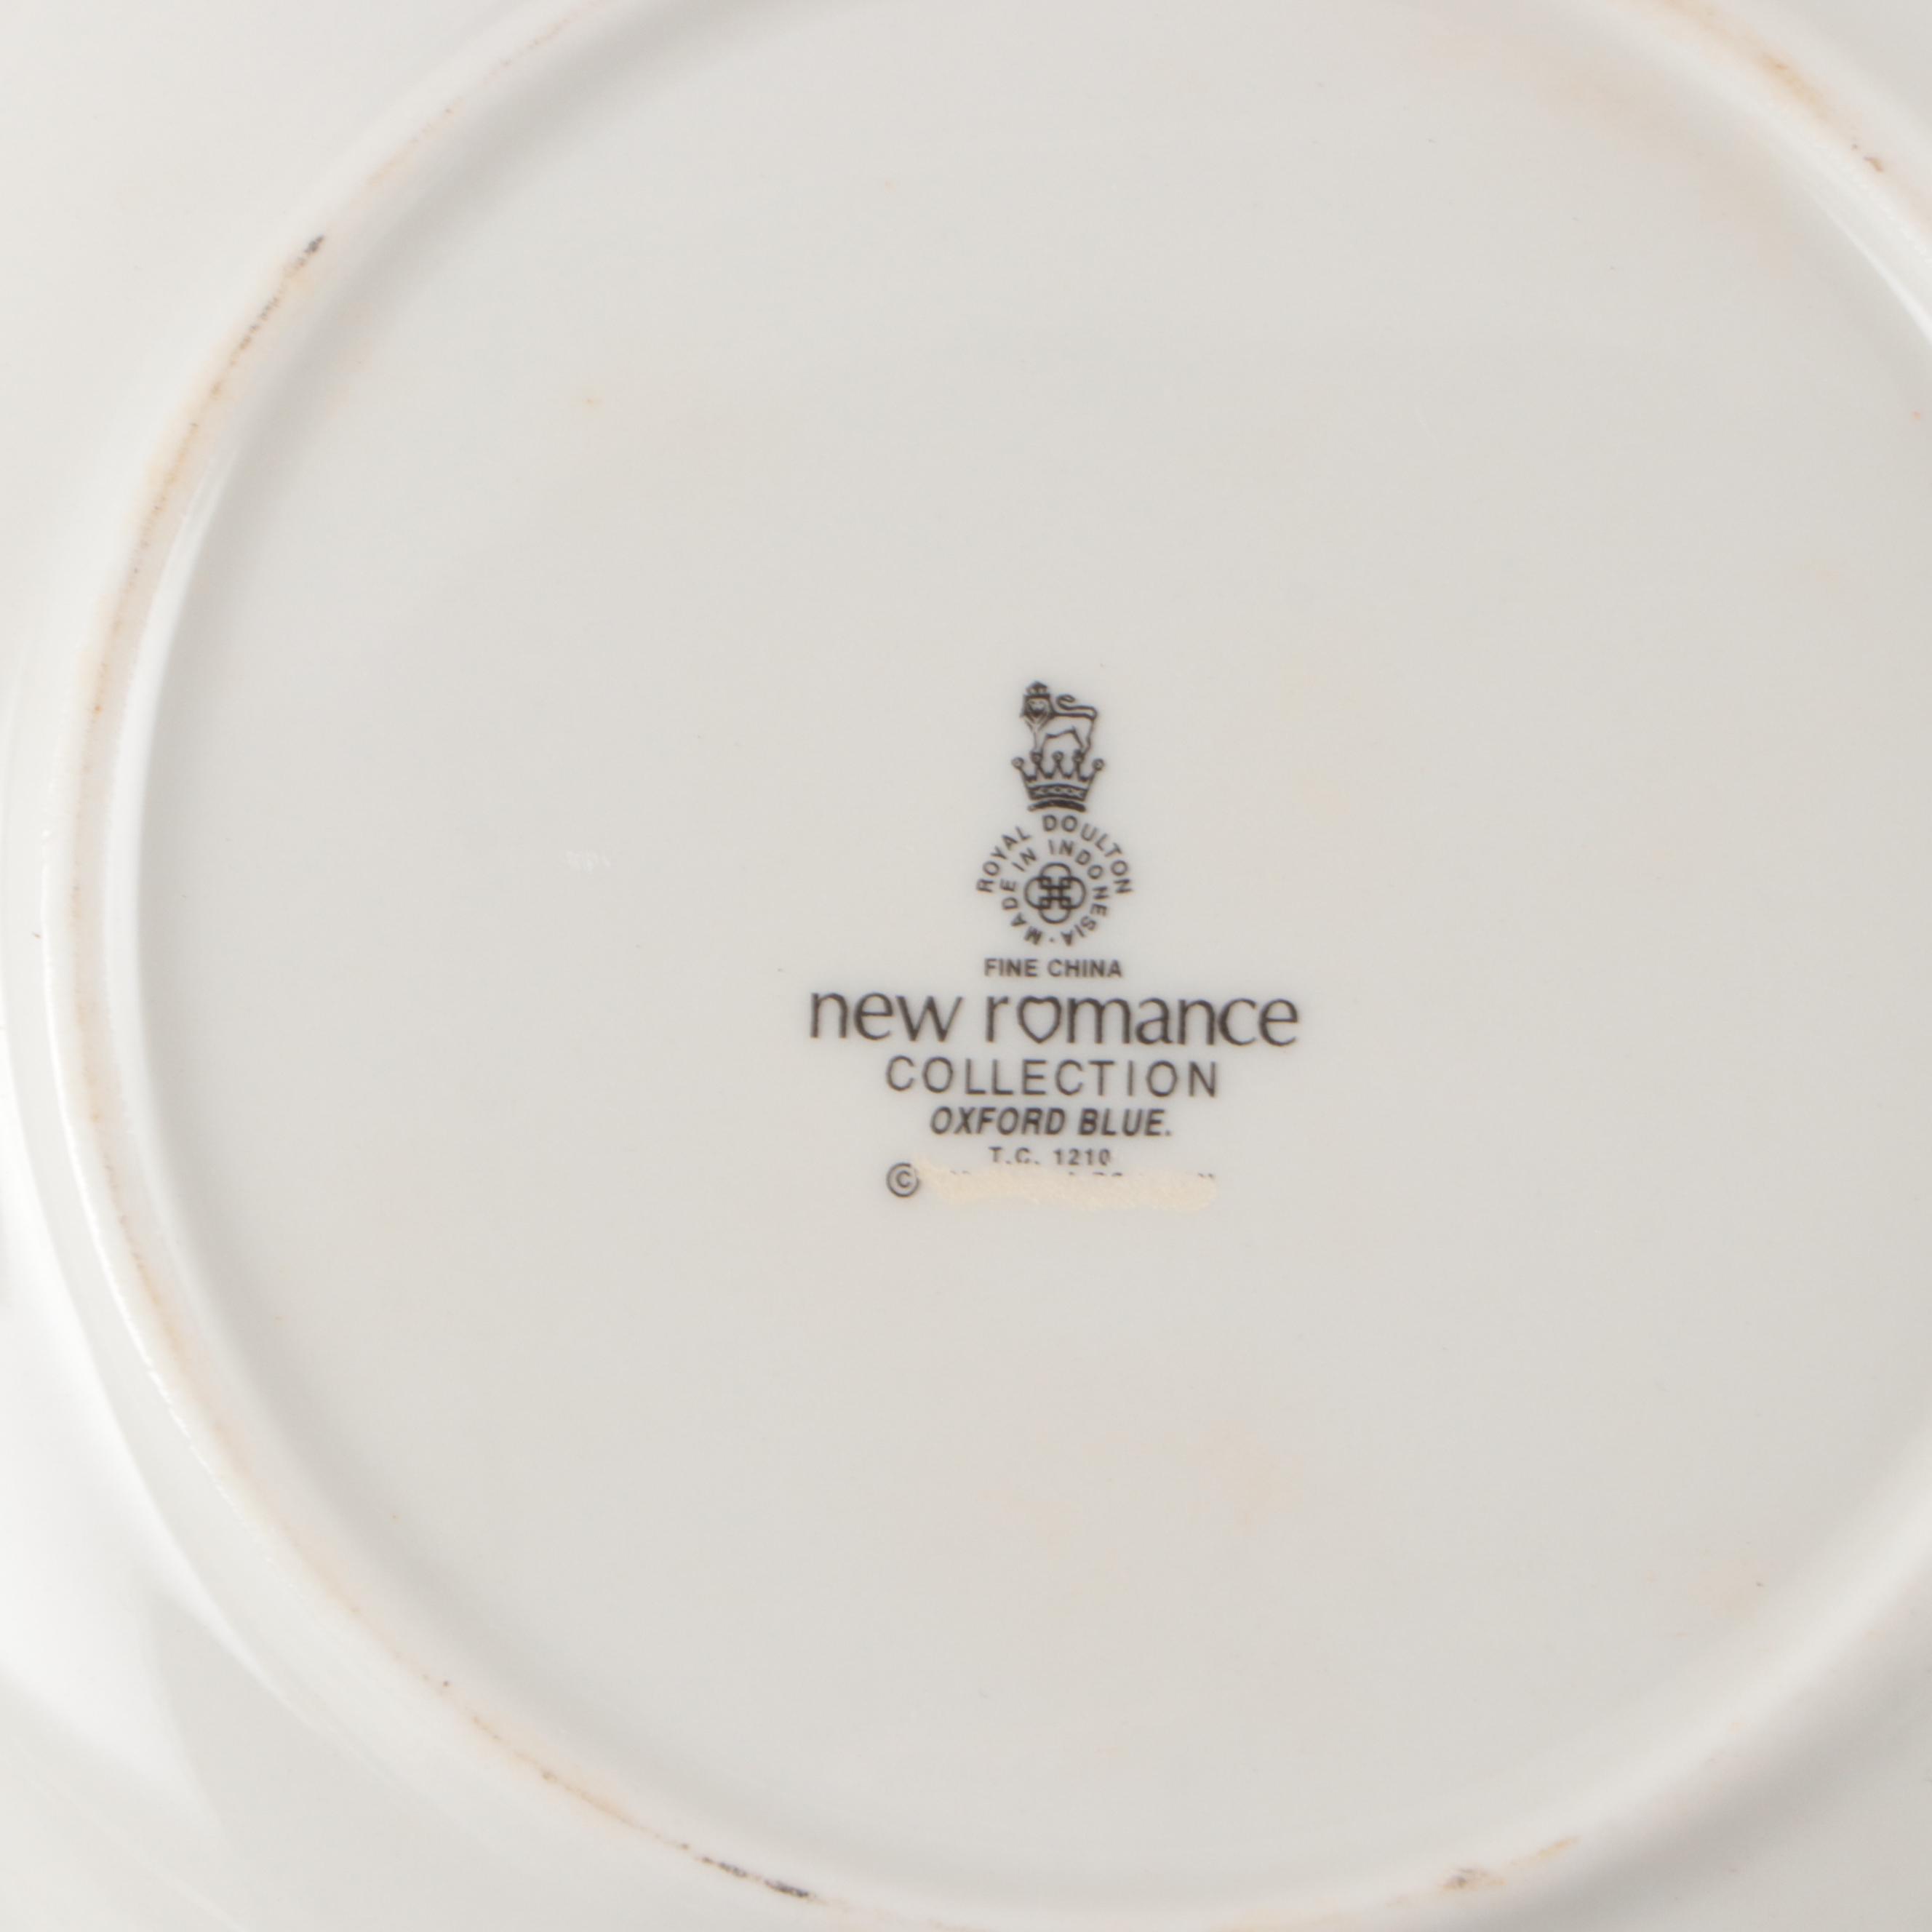 ROYAL DOULTON
MADE IN INDONESIA
FINE CHINA
new romance
COLLECTION
OXFORD BLUE.
T.C. 1210
©